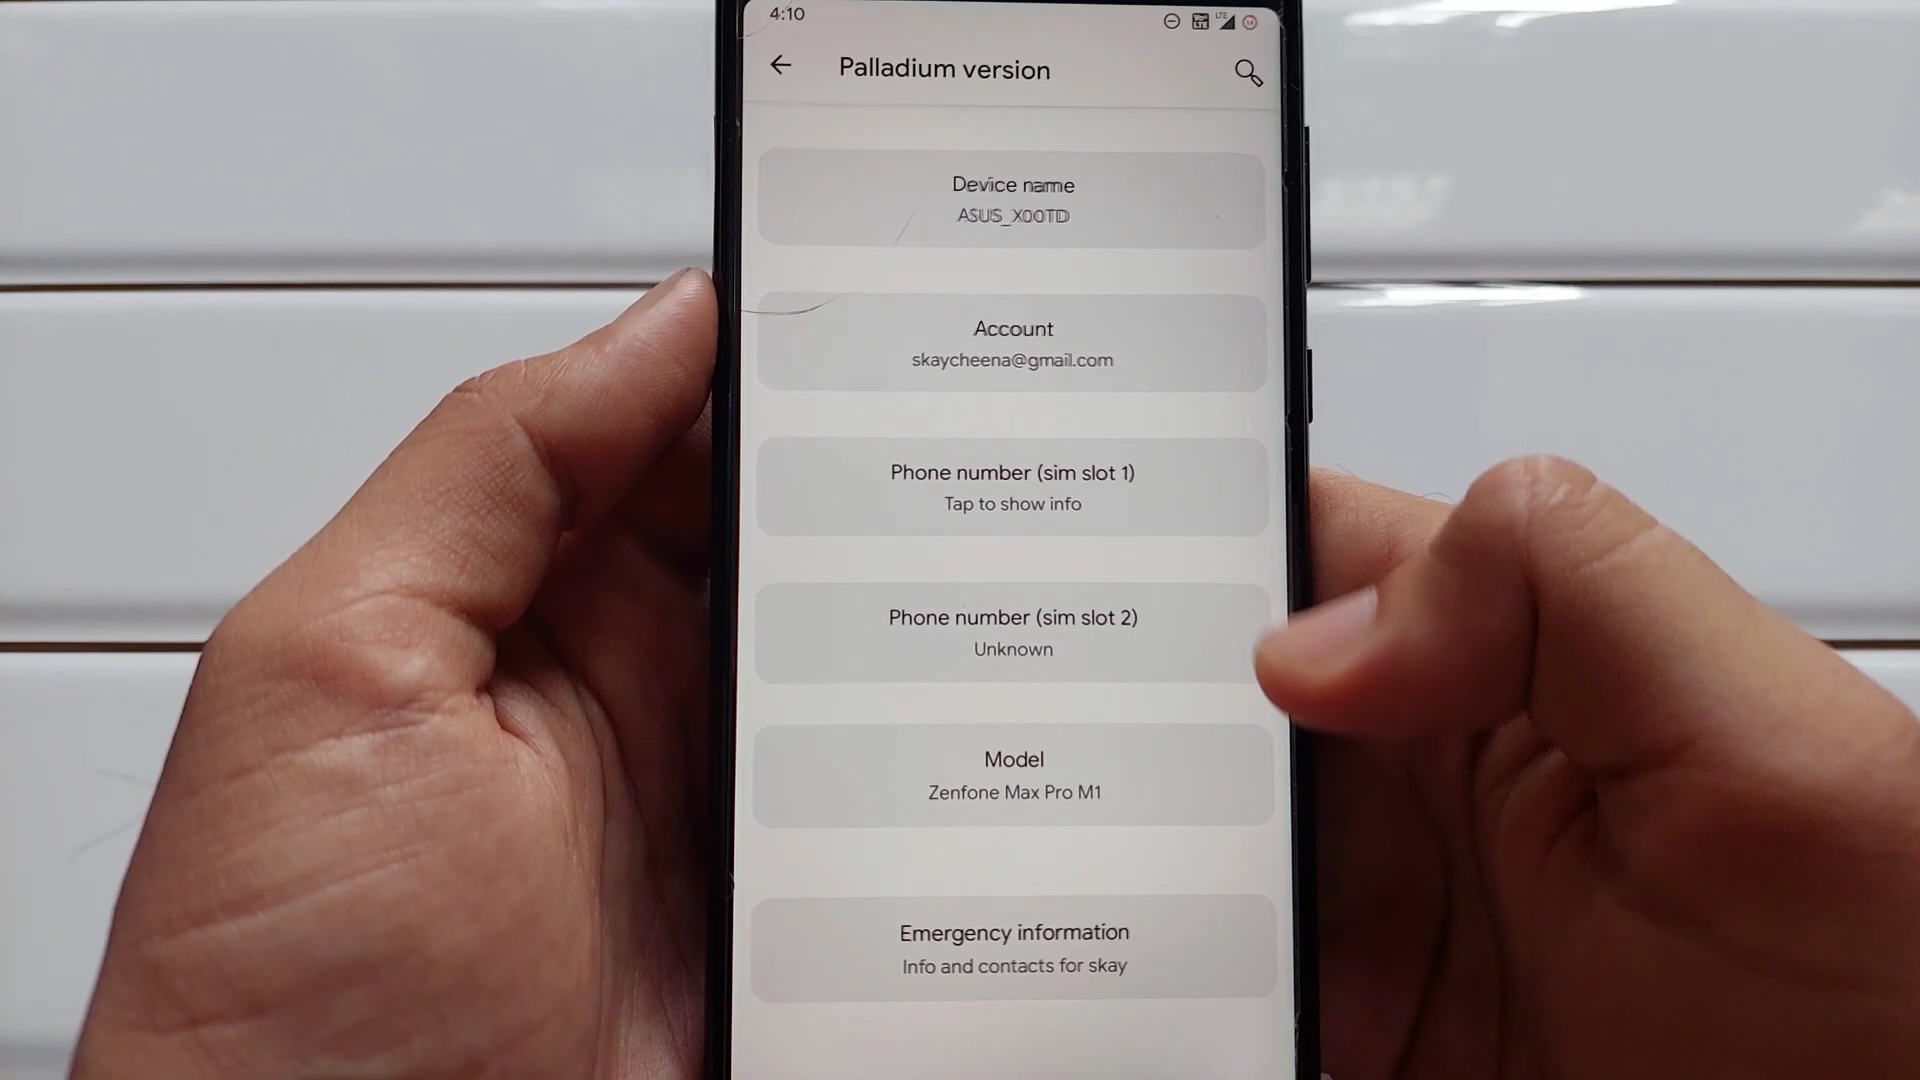 4:10
LTE
Palladium version
Device name
ASUS_X00TD
Account
skaycheena@gmail.com
Phone number (sim slot 1)
Tap to show info
Phone number (sim slot 2)
Unknown
Model
Zenfone Max Pro M1
Emergency information
Info and contacts for skay